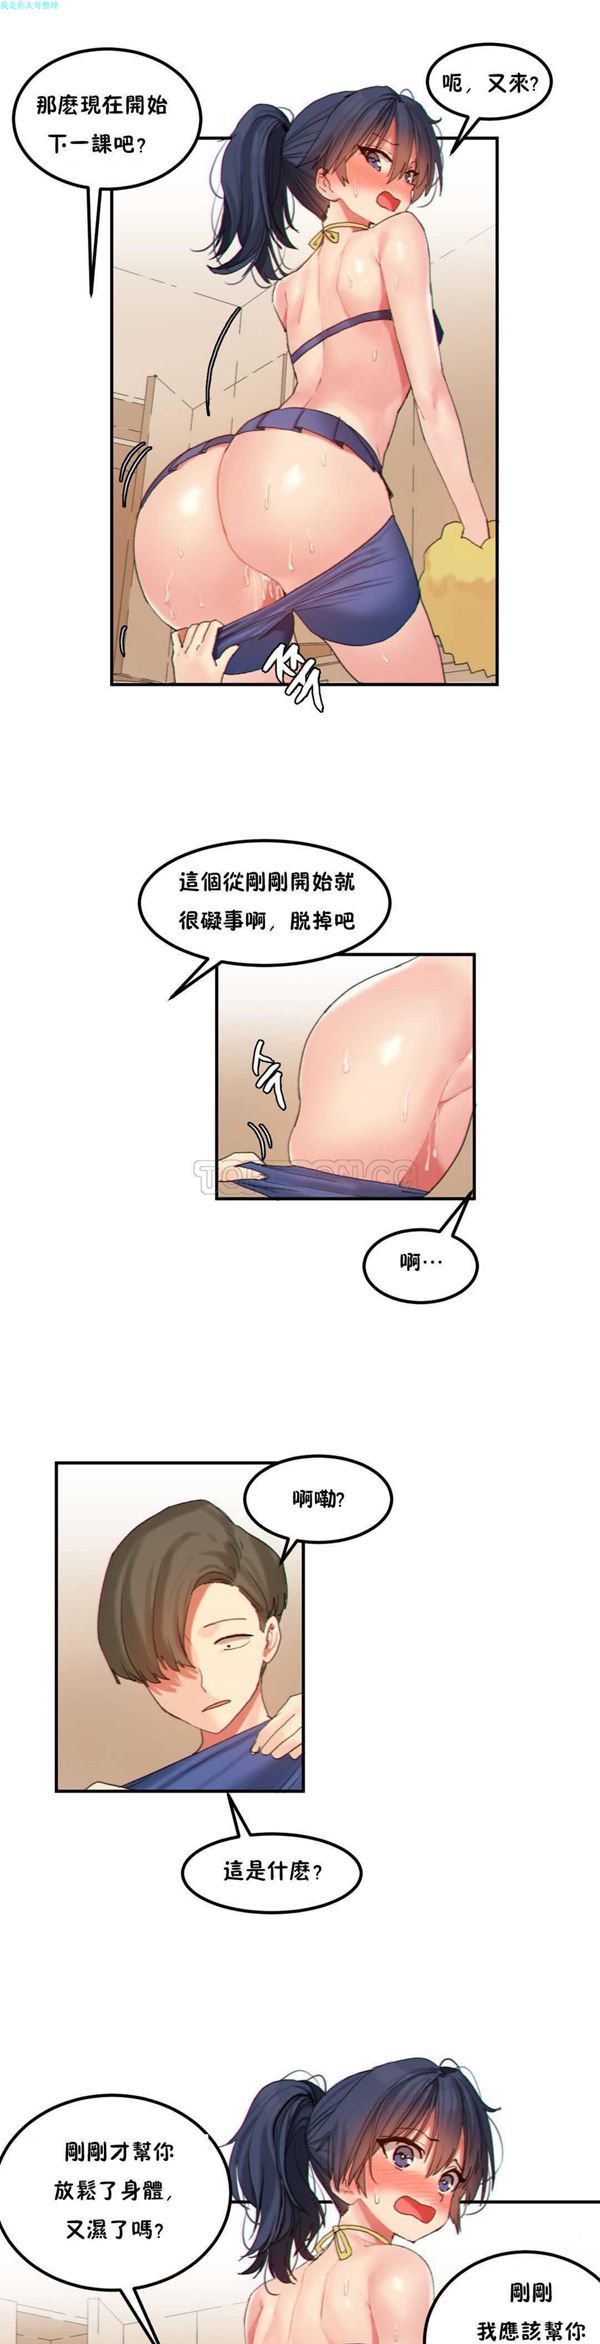 我是你大哥整理
那麼現在開始
下一課吧?
呃, 又來?
這個從剛剛開始就
很礙事啊, 脫掉吧
啊…
啊嘞?
這是什麼?
剛剛才幫你
放鬆了身體,
又濕了嗎?
剛剛
我應該幫你